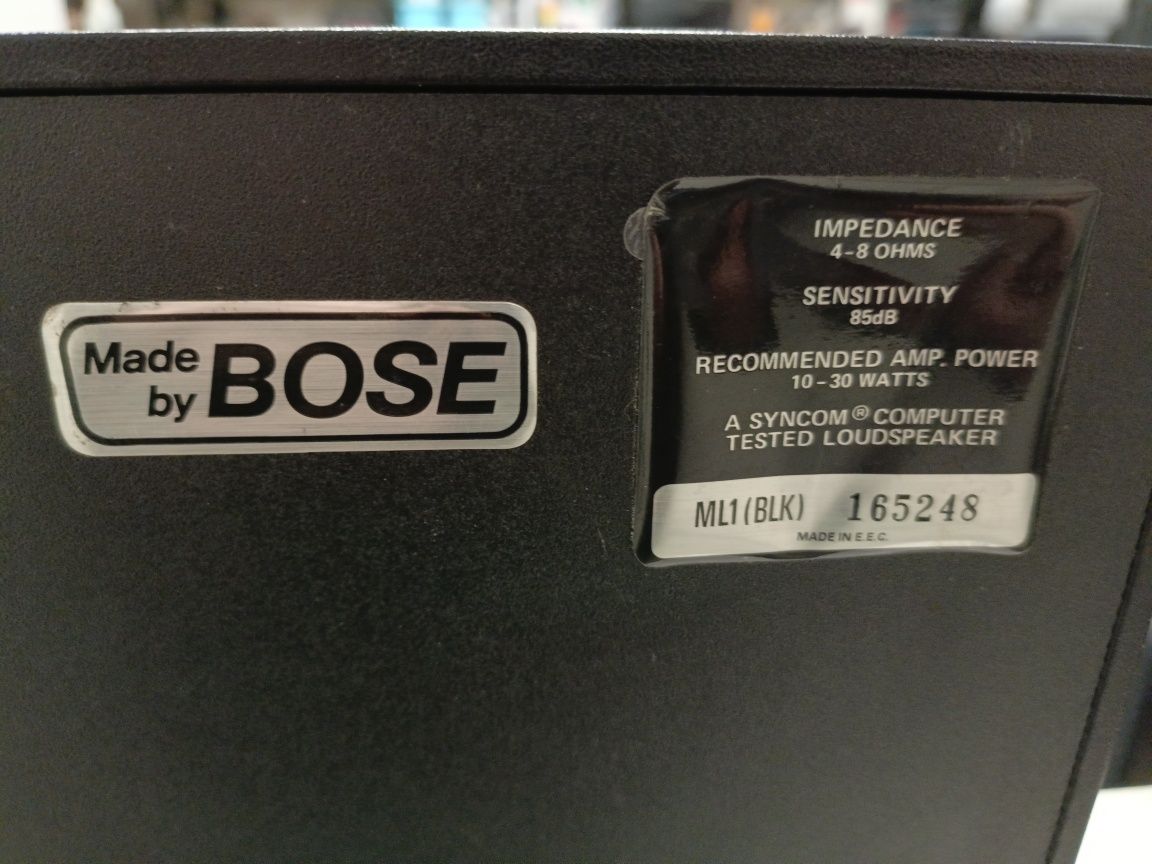 Made by BOSE
IMPEDANCE
4-8 OHMS
SENSITIVITY
85dB
RECOMMENDED AMP. POWER
10-30 WATTS
A SYNCOM® COMPUTER
TESTED LOUDSPEAKER
ML1 (BLK) 165248
MADE IN E.E.C.